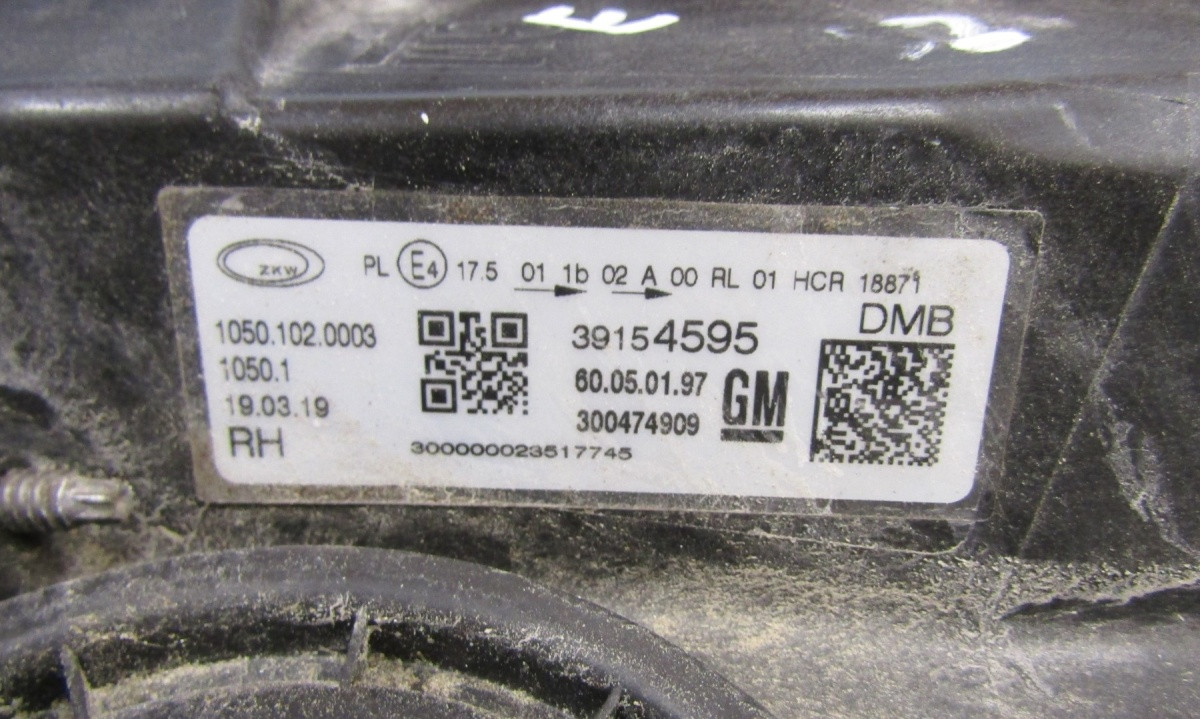 ZKW
PL E4 17.5 01 1b 02 A 00 RL 01 HCR 18871
DMB
1050.102.0003
1050.1
19.03.19
RH
39154595
60.05.01.97
300474909
GM
300000023517745